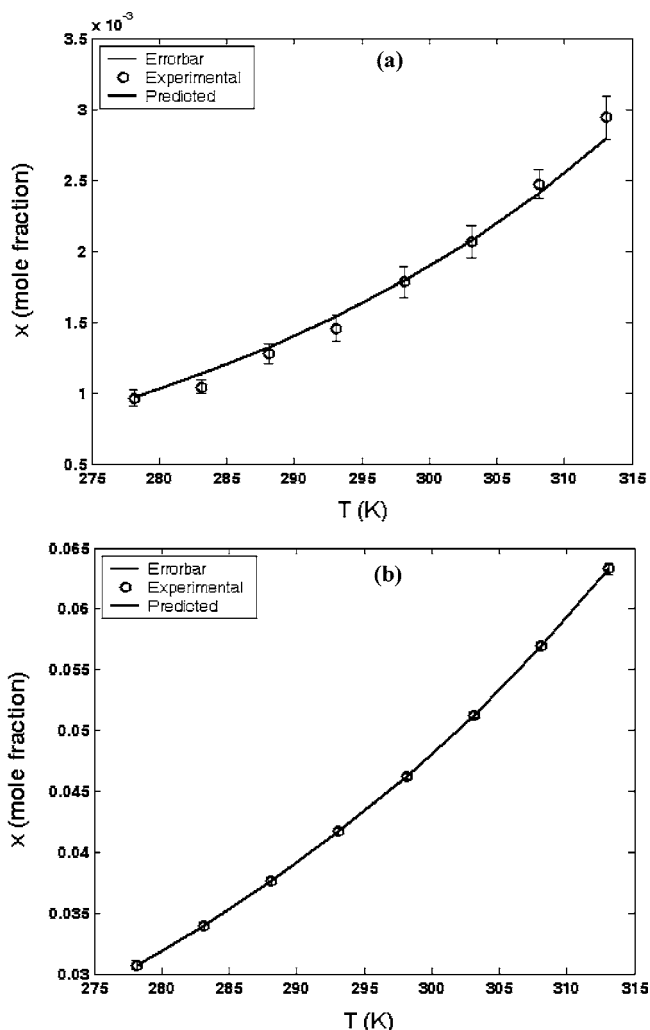 x 10⁻³
3.5
Errorbar
Experimental
Predicted
(a)
3
2.5
2
1.5
1
0.5
x (mole fraction)
275 280 285 290 295 300 305 310 315
T (K)
0.065
Errorbar
Experimental
Predicted
(b)
0.06
0.055
0.05
0.045
0.04
0.035
0.03
x (mole fraction)
275 280 285 290 295 300 305 310 315
T (K)